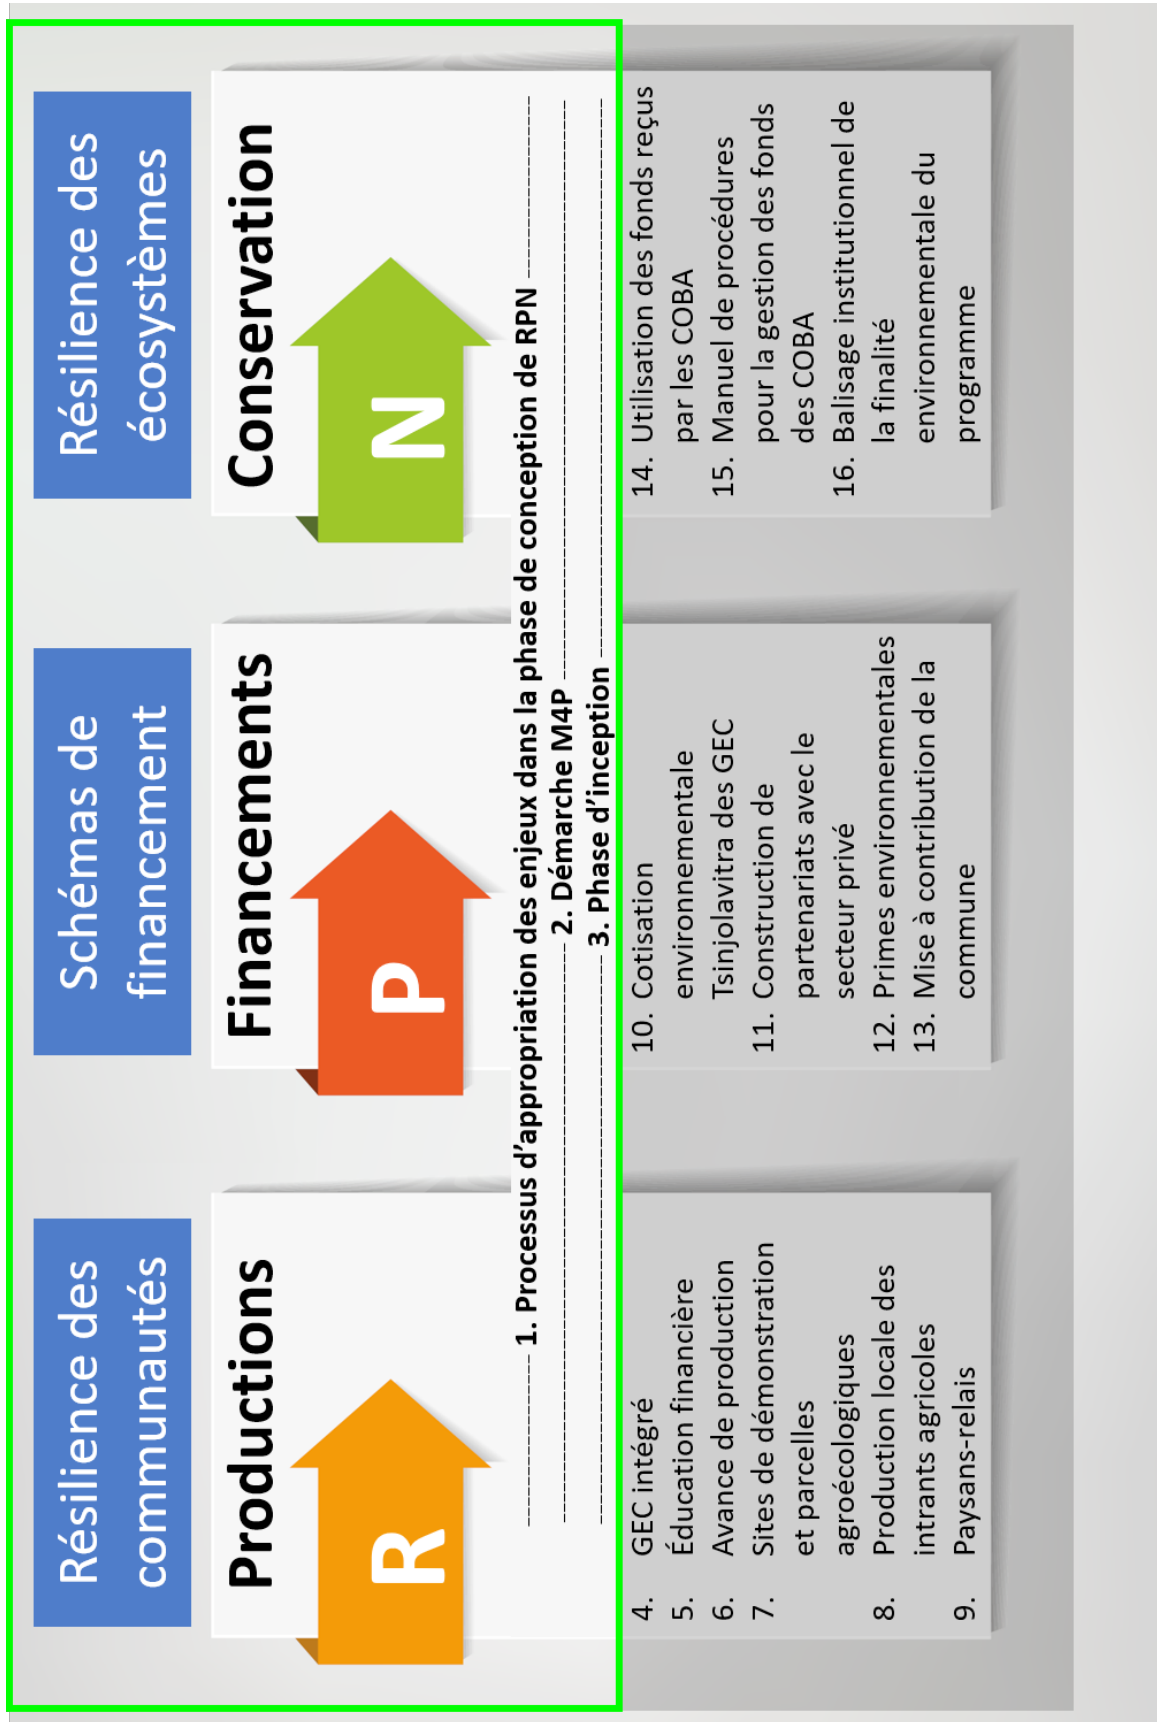 Résilience des
communautés
Schémas de
financement
Résilience des
écosystèmes
Productions
Financements
Conservation
R
P
N
1. Processus d’appropriation des enjeux dans la phase de conception de RPN
2. Démarche M4P
3. Phase d’inception
4. GEC intégré
5. Éducation financière
6. Avance de production
7. Sites de démonstration
et parcelles
agroécologiques
8. Production locale des
intrants agricoles
9. Paysans-relais
10. Cotisation
environnementale
Tsinjolavitra des GEC
11. Construction de
partenariats avec le
secteur privé
12. Primes environnementales
13. Mise à contribution de la
commune
14. Utilisation des fonds reçus
par les COBA
15. Manuel de procédures
pour la gestion des fonds
des COBA
16. Balisage institutionnel de
la finalité
environnementale du
programme